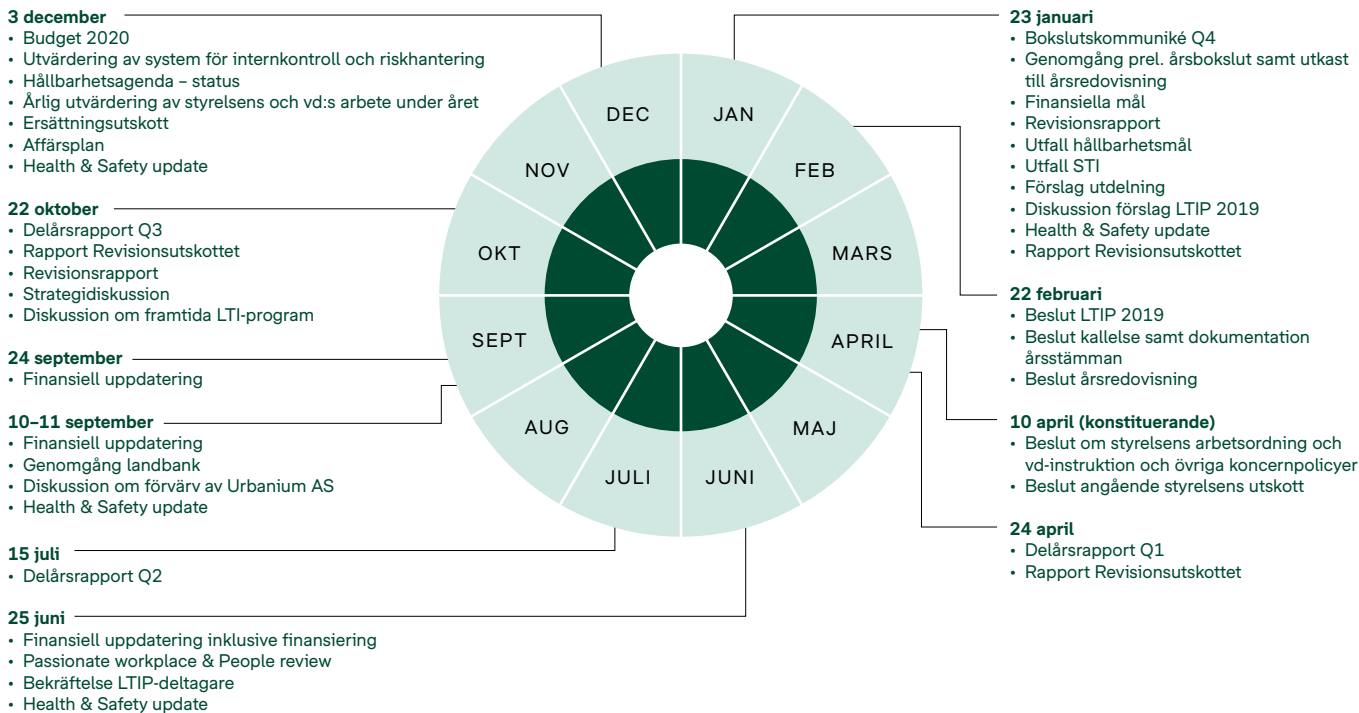 3 december
• Budget 2020
• Utvärdering av system för internkontroll och riskhantering
• Hållbarhetsagenda – status
• Årlig utvärdering av styrelsens och vd:s arbete under året
• Ersättningsutskott
• Affärsplan
• Health & Safety update
22 oktober
• Delårsrapport Q3
• Rapport Revisionsutskottet
• Revisionsrapport
• Strategidiskussion
• Diskussion om framtida LTI-program
24 september
• Finansiell uppdatering
10–11 september
• Finansiell uppdatering
• Genomgång landbank
• Diskussion om förvärv av Urbanium AS
• Health & Safety update
15 juli
• Delårsrapport Q2
25 juni
• Finansiell uppdatering inklusive finansiering
• Passionate workplace & People review
• Bekräftelse LTIP-deltagare
• Health & Safety update
JAN
FEB
MARS
APRIL
MAJ
JUNI
JULI
AUG
SEPT
OKT
NOV
DEC
23 januari
• Bokslutskommuniké Q4
• Genomgång prel. årsbokslut samt utkast
till årsredovisning
• Finansiella mål
• Revisionsrapport
• Utfall hållbarhetsmål
• Utfall STI
• Förslag utdelning
• Diskussion förslag LTIP 2019
• Health & Safety update
• Rapport Revisionsutskottet
22 februari
• Beslut LTIP 2019
• Beslut kallelse samt dokumentation
årsstämman
• Beslut årsredovisning
10 april (konstituerande)
• Beslut om styrelsens arbetsordning och
vd-instruktion och övriga koncernpolicyer
• Beslut angående styrelsens utskott
24 april
• Delårsrapport Q1
• Rapport Revisionsutskottet